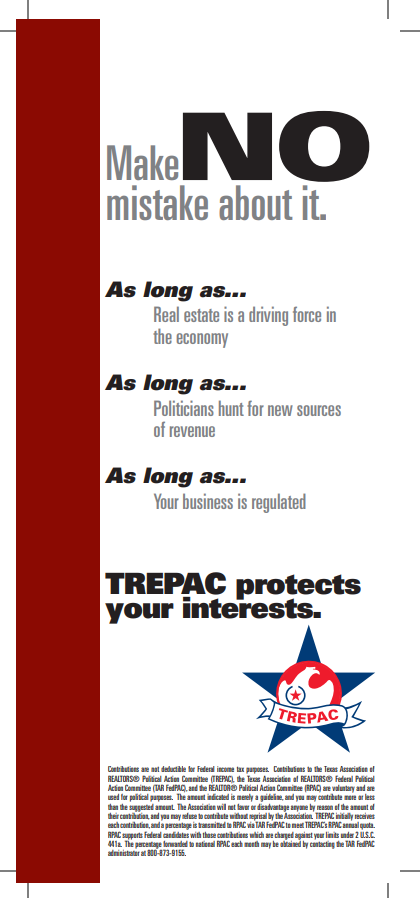 Make NO
mistake about it.
As long as...
Real estate is a driving force in
the economy
As long as...
Politicians hunt for new sources
of revenue
As long as...
Your business is regulated
TREPAC protects
your interests.
TREPAC
Contributions are not deductible for Federal income tax purposes. Contributions to the Texas Association of
REALTORS® Political Action Committee (TREPAC), the Texas Association of REALTORS® Federal Political
Action Committee (TAR FedPAC), and the REALTOR® Political Action Committee (RPAC) are voluntary and are
used for political purposes. The amount indicated is merely a guideline, and you may contribute more or less
than the suggested amount. The Association will not favor or disadvantage anyone by reason of the amount of
their contribution, and you may refuse to contribute without reprisal by the Association. TREPAC initially receives
each contribution, and a percentage is transmitted to RPAC via TAR FedPAC to meet TREPAC's RPAC annual quota.
RPAC supports Federal candidates with those contributions which are charged against your limits under 2 U.S.C.
441a. The percentage forwarded to national RPAC each month may be obtained by contacting the TAR FedPAC
administrator at 800-873-9155.